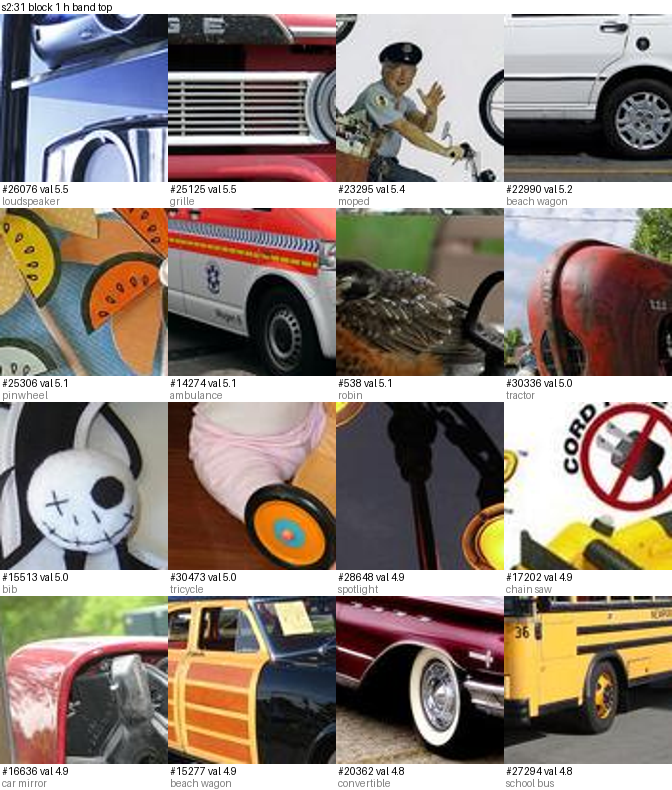 s2:31 block 1 h band top
G E
#26076 val 5.5
loudspeaker
#25125 val 5.5
grille
#23295 val 5.4
moped
#22990 val 5.2
beach wagon
#25306 val 5.1
pinwheel
#14274 val 5.1
ambulance
#538 val 5.1
robin
#30336 val 5.0
tractor
CORD
#15513 val 5.0
bib
#30473 val 5.0
tricycle
#28648 val 4.9
spotlight
#17202 val 4.9
chain saw
36
#16636 val 4.9
car mirror
#15277 val 4.9
beach wagon
#20362 val 4.8
convertible
#27294 val 4.8
school bus